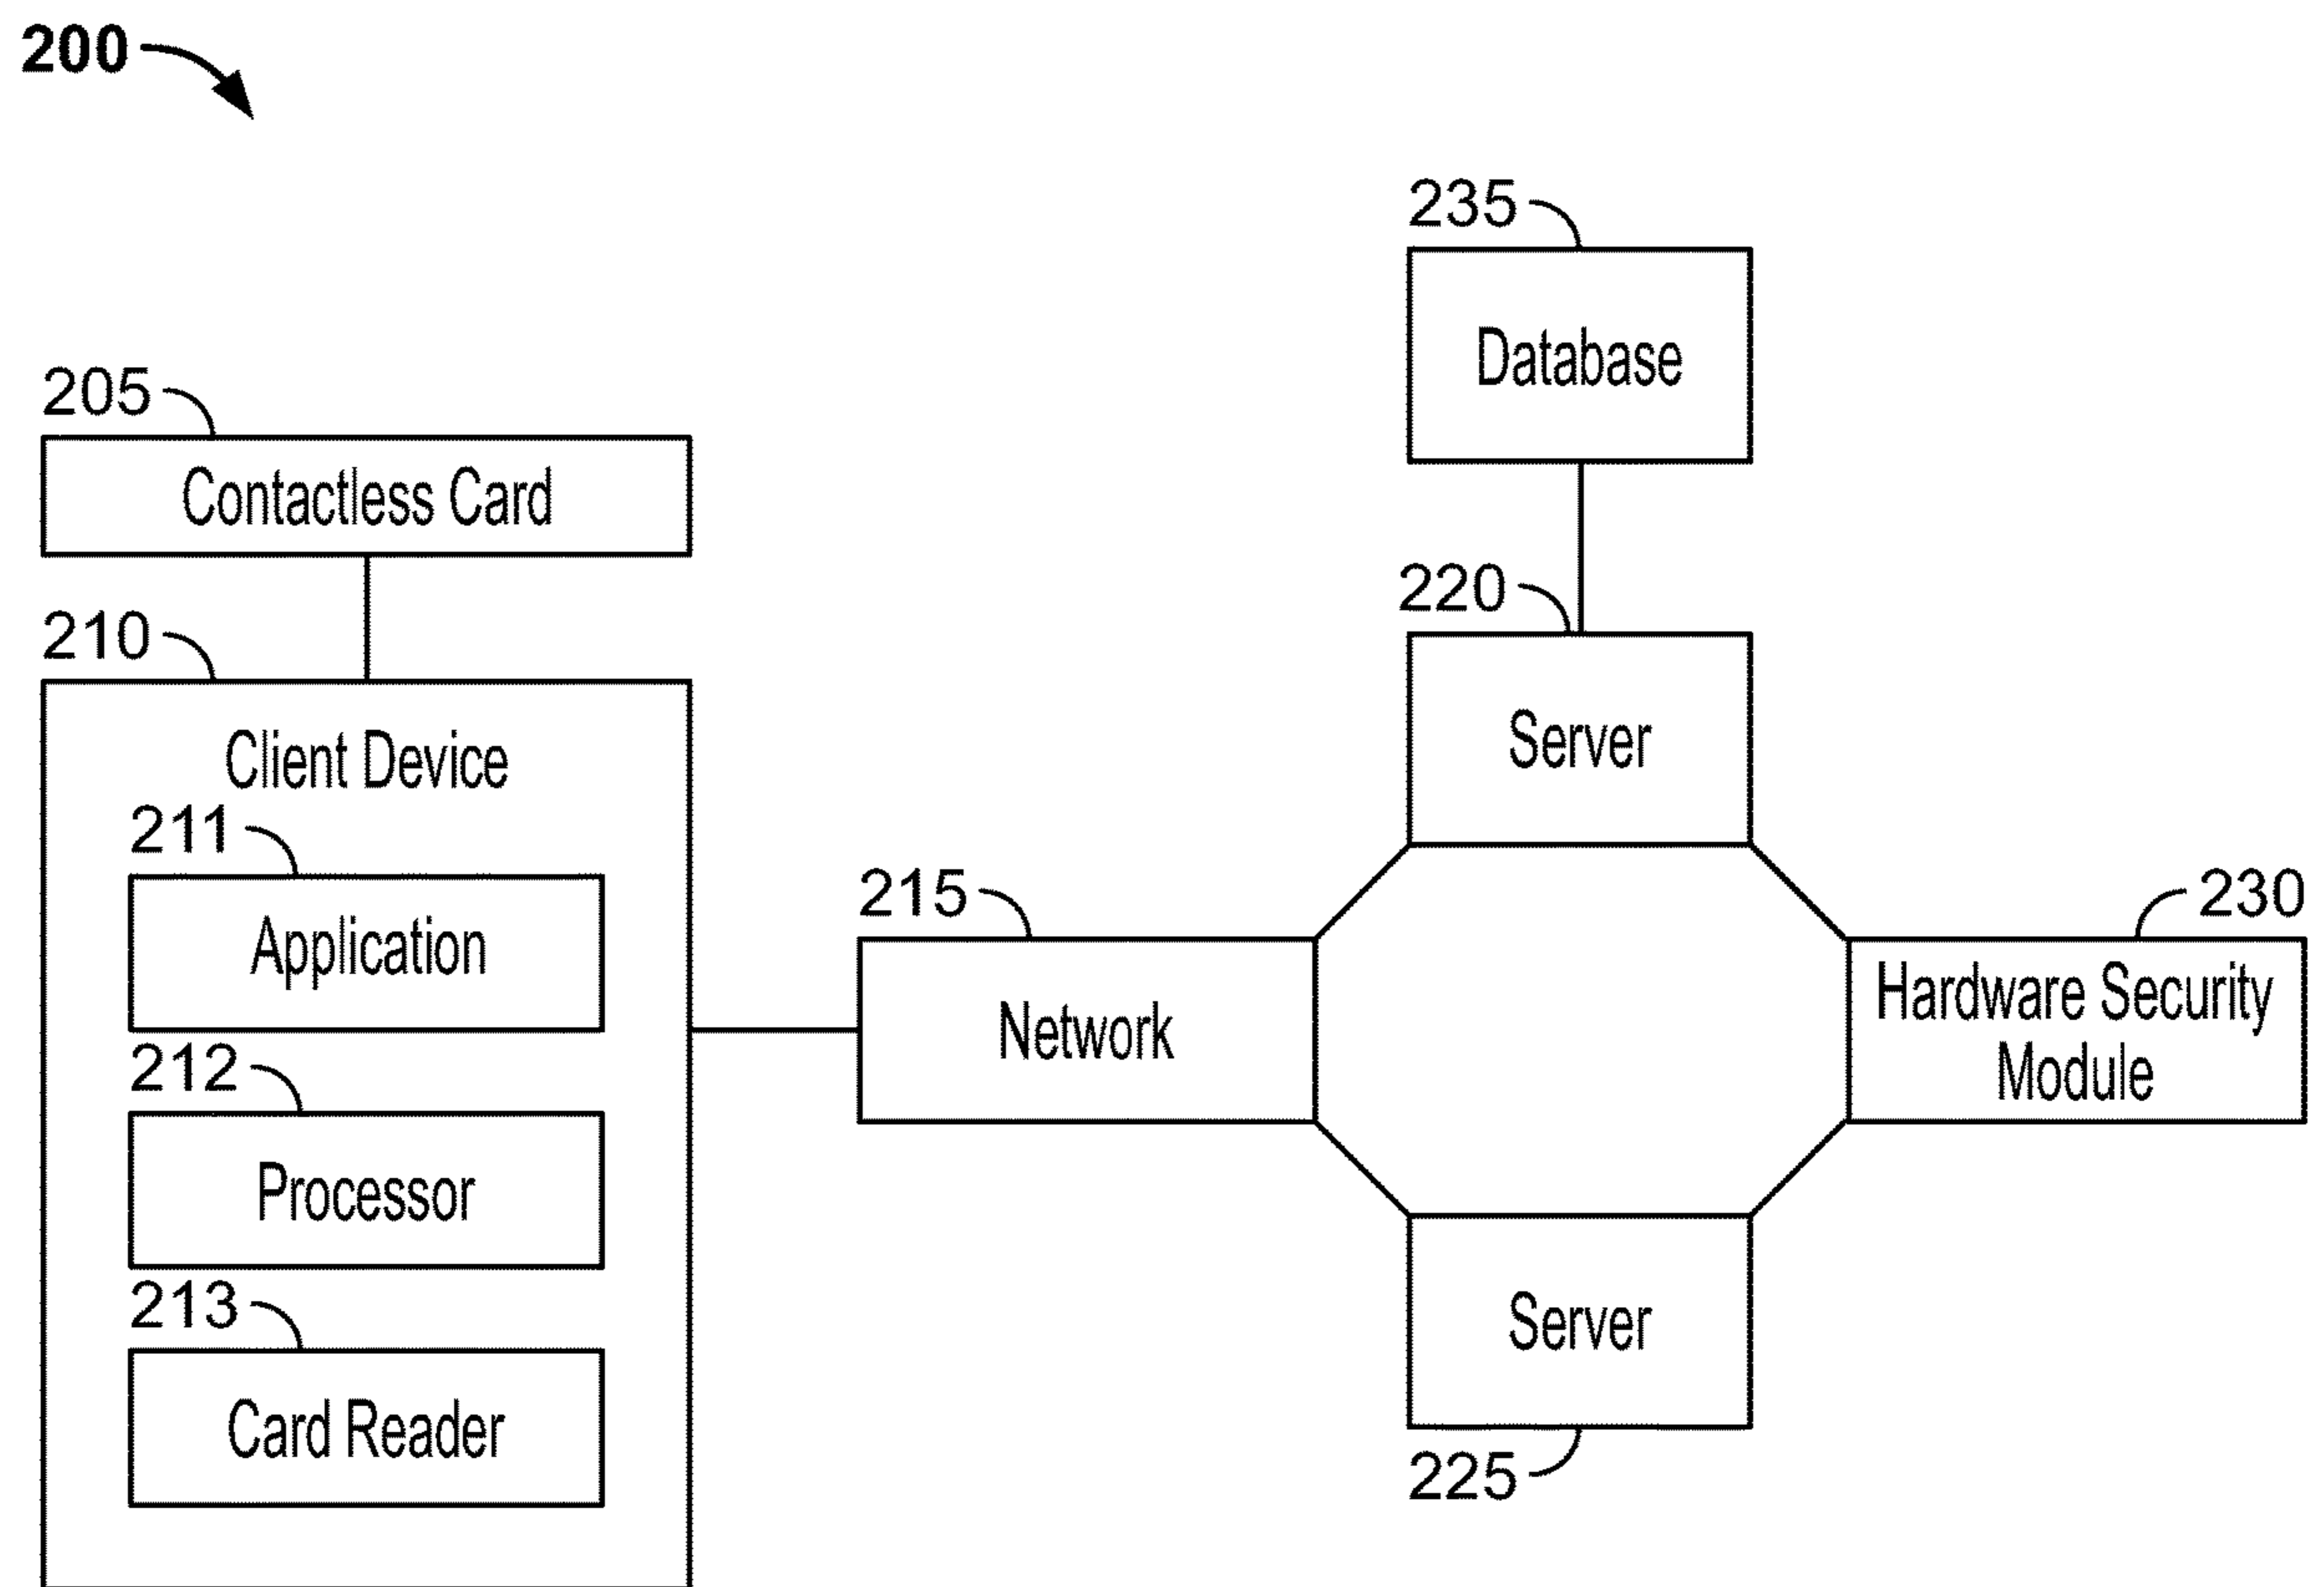 200
205
Contactless Card
210
Client Device
211
Application
212
Processor
213
Card Reader
215
Network
235
Database
220
Server
230
Hardware Security
Module
Server
225